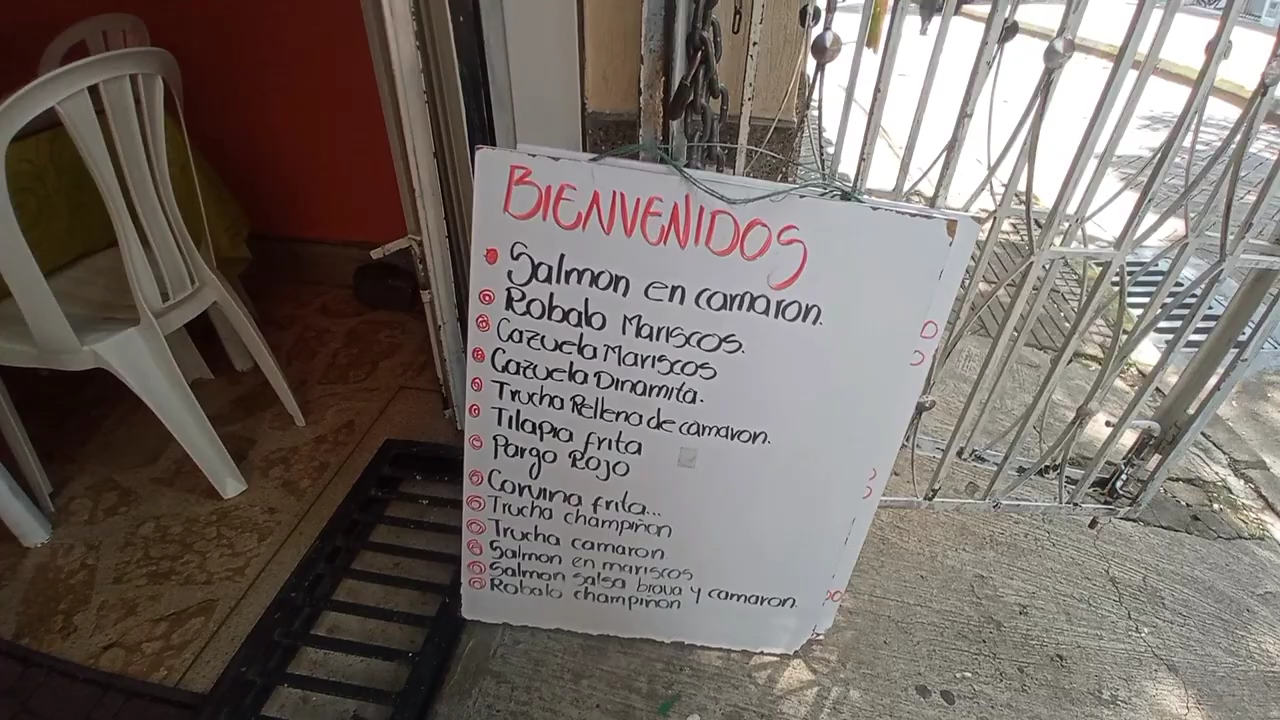 BIENVENIDOS
Salmon en camaron.
Robalo Mariscos.
Cazuela Mariscos
Cazuela Dinamita.
Trucha Rellena de camaron.
Tilapia frita
Pargo Rojo
Corvina frita...
Trucha champiñon
Trucha camaron
Salmon en mariscos
Salmon salsa brava y camaron.
Robalo champiñon